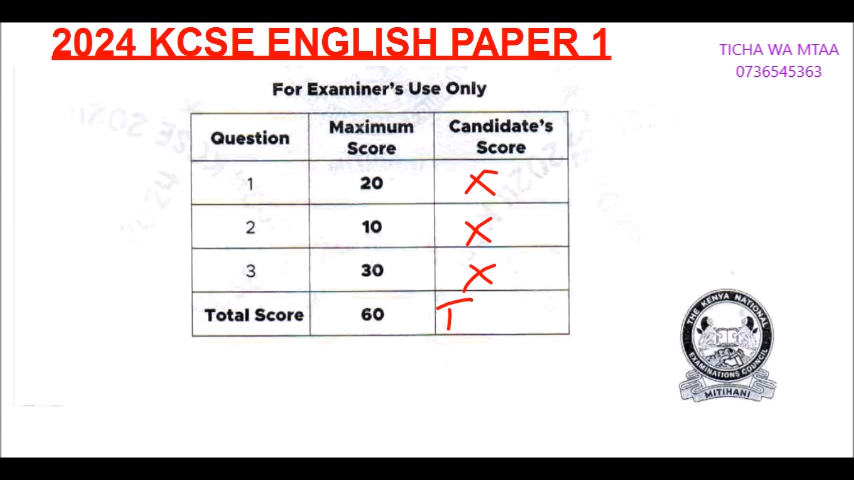 2024 KCSE ENGLISH PAPER 1
TICHA WA MTAA
0736545363
For Examiner's Use Only
Question Maximum Score Candidate's Score
1 20 X
2 10 X
3 30 X
Total Score 60 T
THE KENYA NATIONAL
EXAMINATIONS COUNCIL
MITIHANI